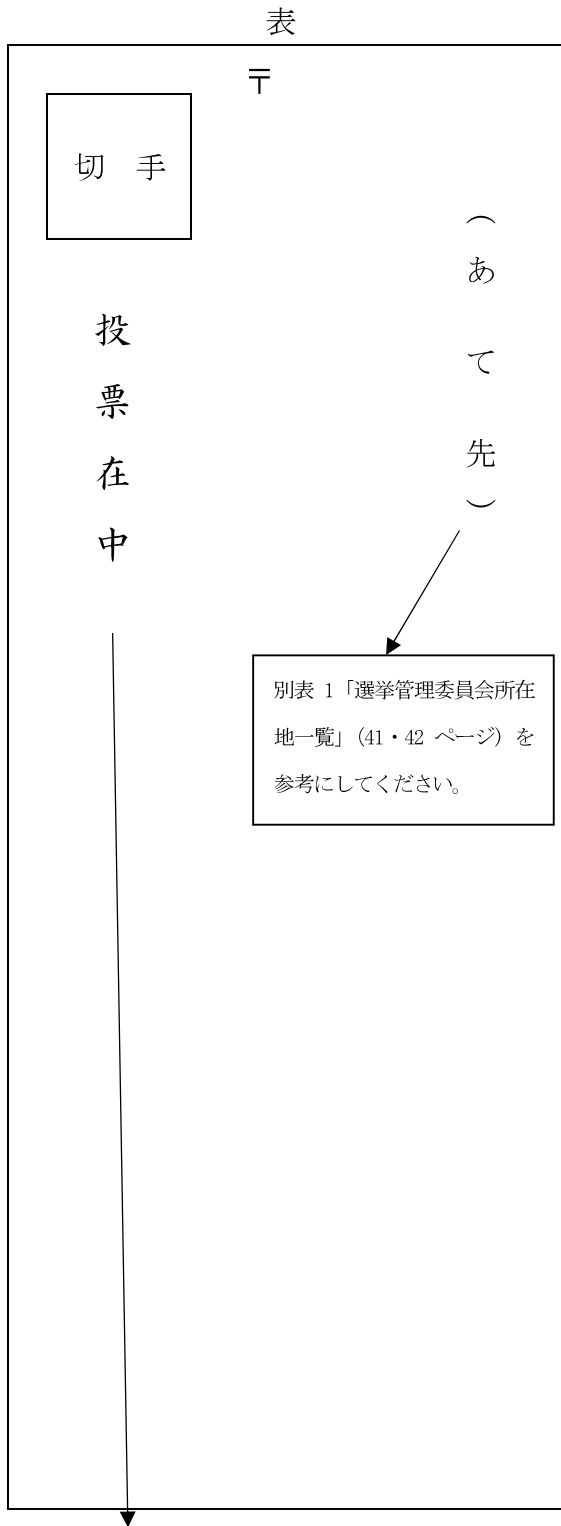 表
〒
切　手
（あて先）
投票在中
別表 1「選挙管理委員会所在
地一覧」（41・42 ページ）を
参考にしてください。